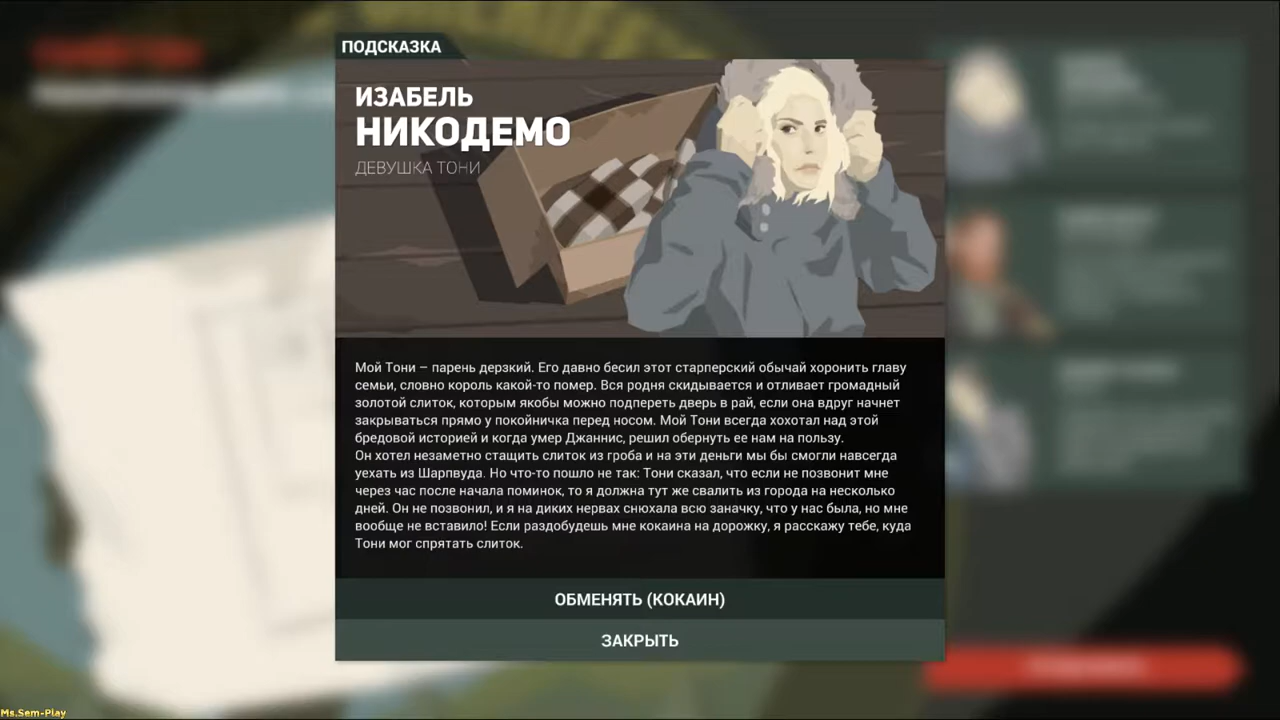 ПОДСКАЗКА
ИЗАБЕЛЬ
НИКОДЕМО
ДЕВУШКА ТОНИ
Мой Тони – парень дерзкий. Его давно бесил этот старперский обычай хоронить главу
семьи, словно король какой-то помер. Вся родня скидывается и отливает громадный
золотой слиток, которым якобы можно подпереть дверь в рай, если она вдруг начнет
закрываться прямо у покойничка перед носом. Мой Тони всегда хохотал над этой
бредовой историей и когда умер Джаннис, решил обернуть ее нам на пользу.
Он хотел незаметно стащить слиток из гроба и на эти деньги мы бы смогли навсегда
уехать из Шарпвуда. Но что-то пошло не так: Тони сказал, что если не позвонит мне
через час после начала поминок, то я должна тут же свалить из города на несколько
дней. Он не позвонил, и я на диких нервах снюхала всю заначку, что у нас была, но мне
вообще не вставило! Если раздобудешь мне кокаина на дорожку, я расскажу тебе, куда
Тони мог спрятать слиток.
ОБМЕНЯТЬ (КОКАИН)
ЗАКРЫТЬ
Ms.Sem-Play